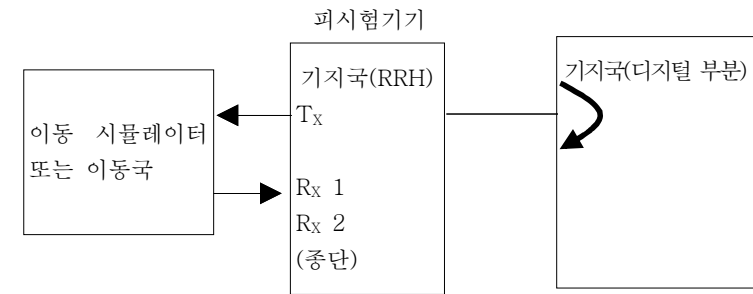 피시험기기
이동 시뮬레이터
또는 이동국
기지국(RRH)
TX
RX 1
RX 2
(종단)
기지국(디지털 부분)